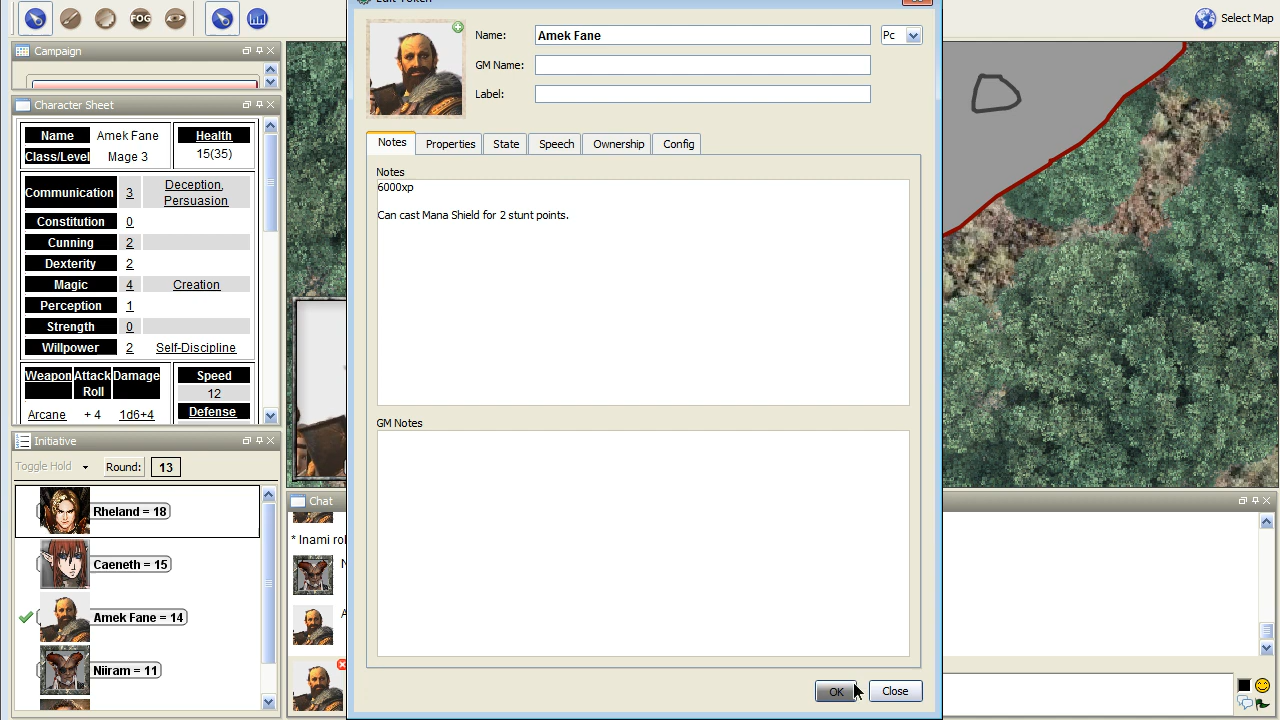 FOG
Select Map
Campaign
Character Sheet
Name Amek Fane Health
15(35)
Class/Level Mage 3
Communication 3 Deception,
Persuasion
Constitution 0
Cunning 2
Dexterity 2
Magic 4 Creation
Perception 1
Strength 0
Willpower 2 Self-Discipline
Weapon Attack Roll Damage
Speed
12
Arcane + 4 1d6+4
Defense
Initiative
Toggle Hold Round: 13
Rheland = 18
Caeneth = 15
Amek Fane = 14
Niiram = 11
Name: Amek Fane Pc
GM Name:
Label:
Notes Properties State Speech Ownership Config
Notes
6000xp
Can cast Mana Shield for 2 stunt points.
GM Notes
OK Close
Chat
* Inami rol
N
A